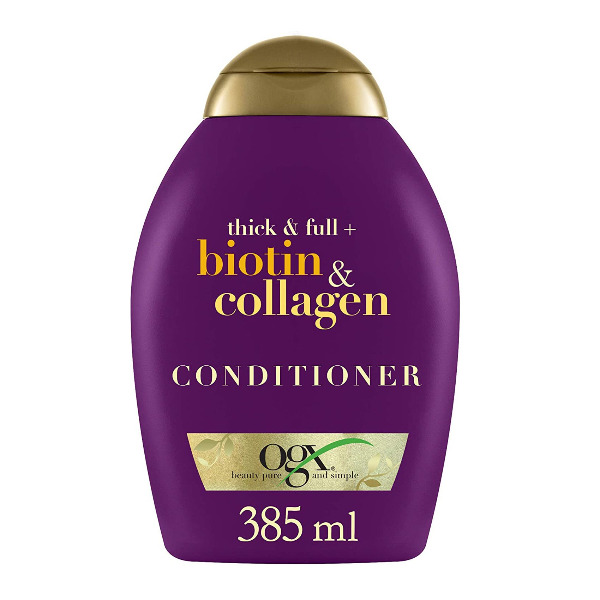 thick & full +
biotin &
collagen
CONDITIONER
ogx®
beauty pure and simple
385 ml